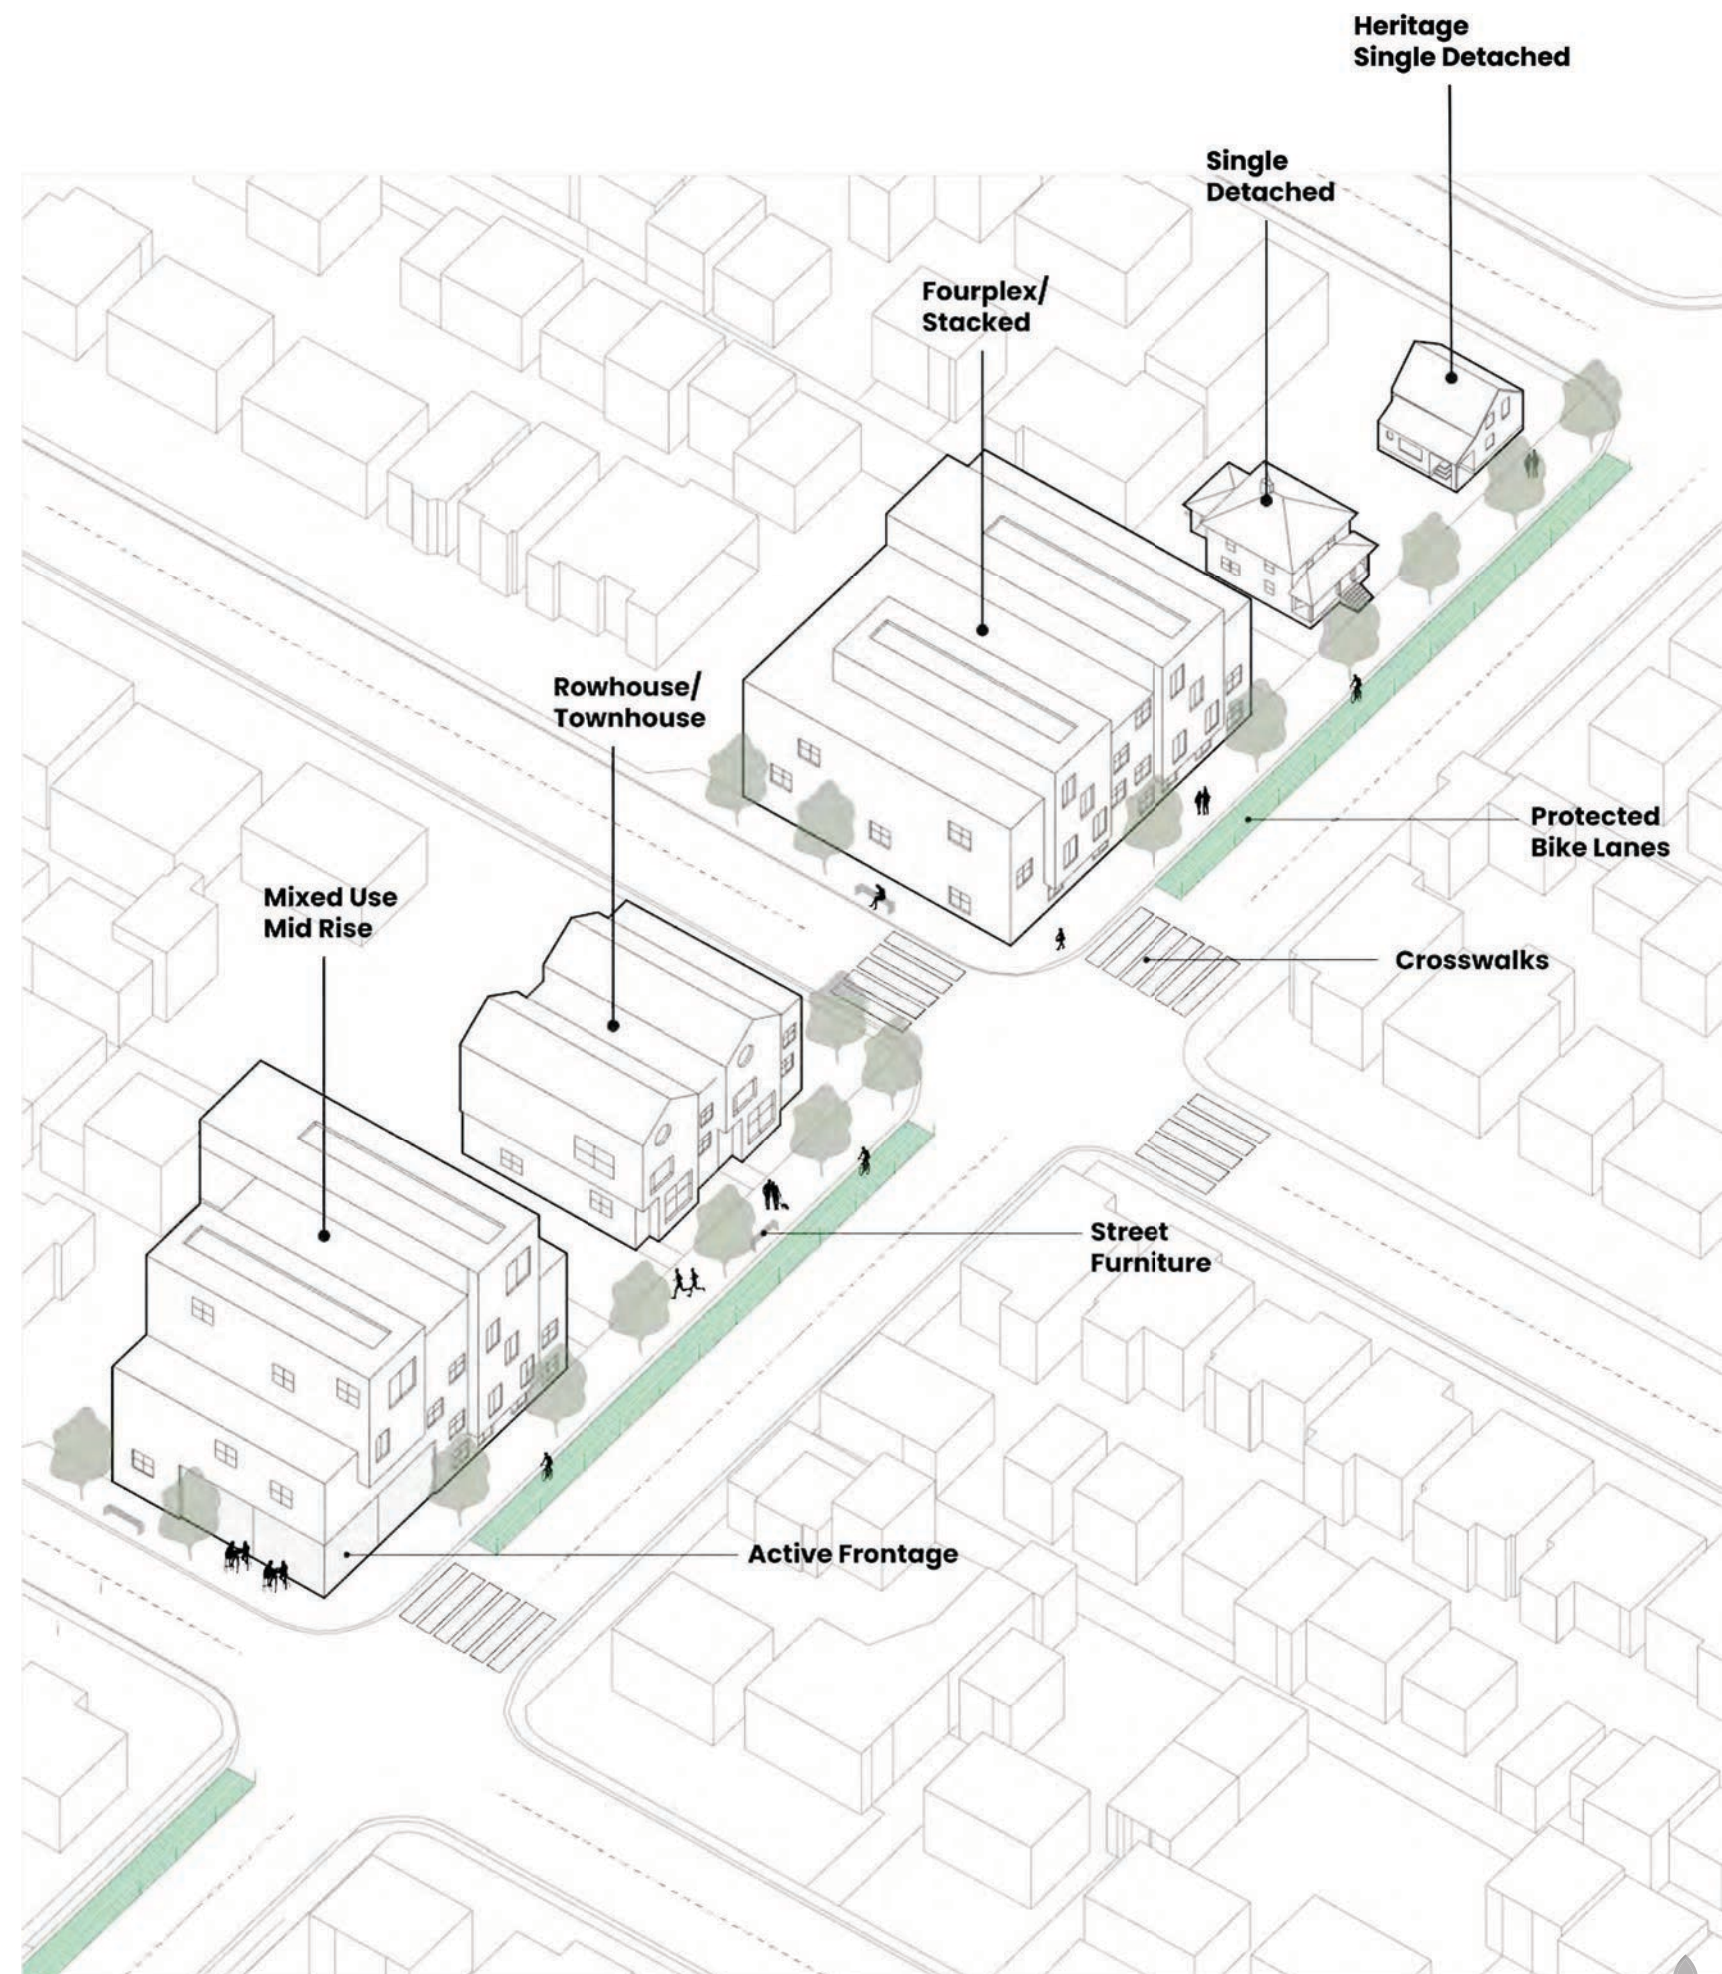 Heritage
Single Detached
Single
Detached
Fourplex/
Stacked
Rowhouse/
Townhouse
Protected
Bike Lanes
Mixed Use
Mid Rise
Crosswalks
Street
Furniture
Active Frontage